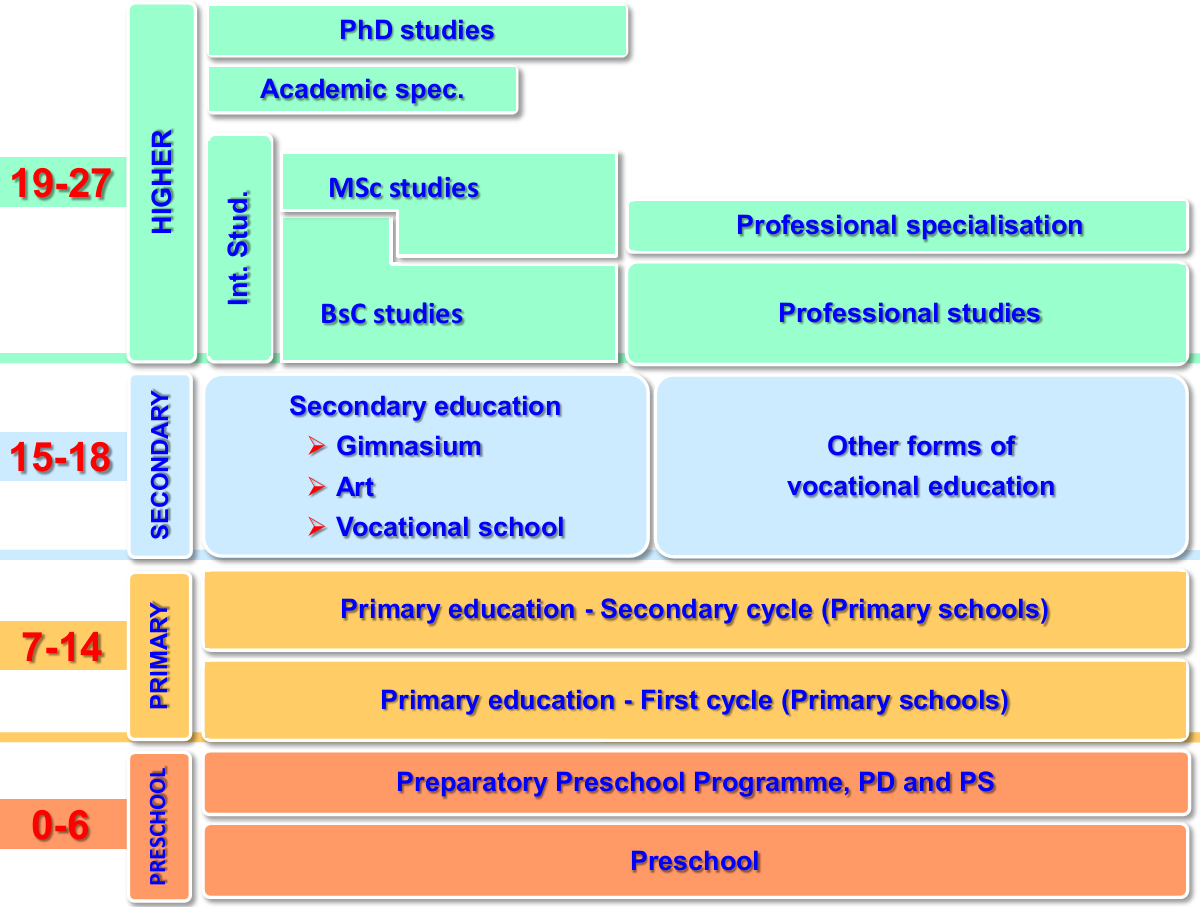 PhD studies
Academic spec.
19-27
HIGHER
Int. Stud.
MSc studies
Professional specialisation
BsC studies
Professional studies
15-18
SECONDARY
Secondary education
Gimnasium
Art
Vocational school
Other forms of
vocational education
7-14
PRIMARY
Primary education - Secondary cycle (Primary schools)
Primary education - First cycle (Primary schools)
0-6
PRESCHOOL
Preparatory Preschool Programme, PD and PS
Preschool